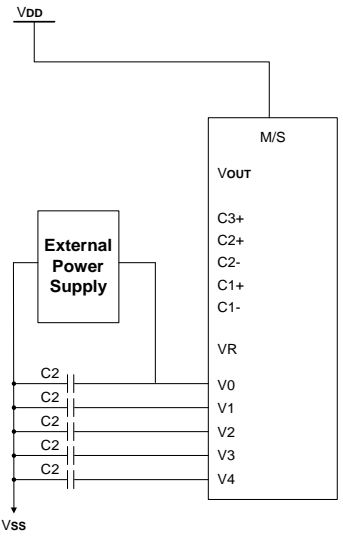 VDD
M/S
VOUT
C3+
C2+
C2-
C1+
C1-
VR
External
Power
Supply
C2
V0
C2
V1
C2
V2
C2
V3
C2
V4
VSS